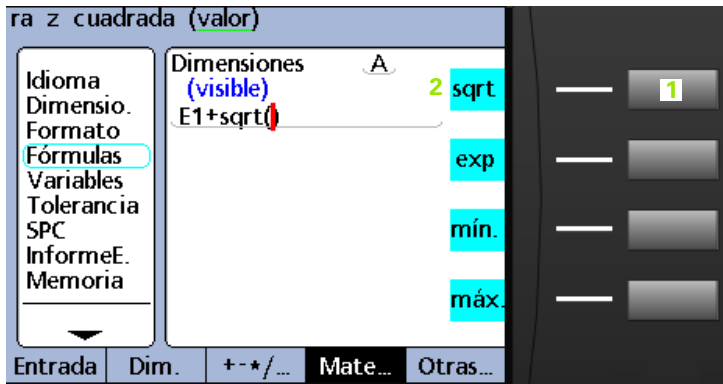 ra z cuadrada (valor)
Idioma
Dimensio.
Formato
Fórmulas
Variables
Tolerancia
SPC
InformeE.
Memoria
Dimensiones A
(visible)
E1+sqrt()
2 sqrt
exp
mín.
máx.
1
Entrada Dim. +-*/... Mate... Otras...